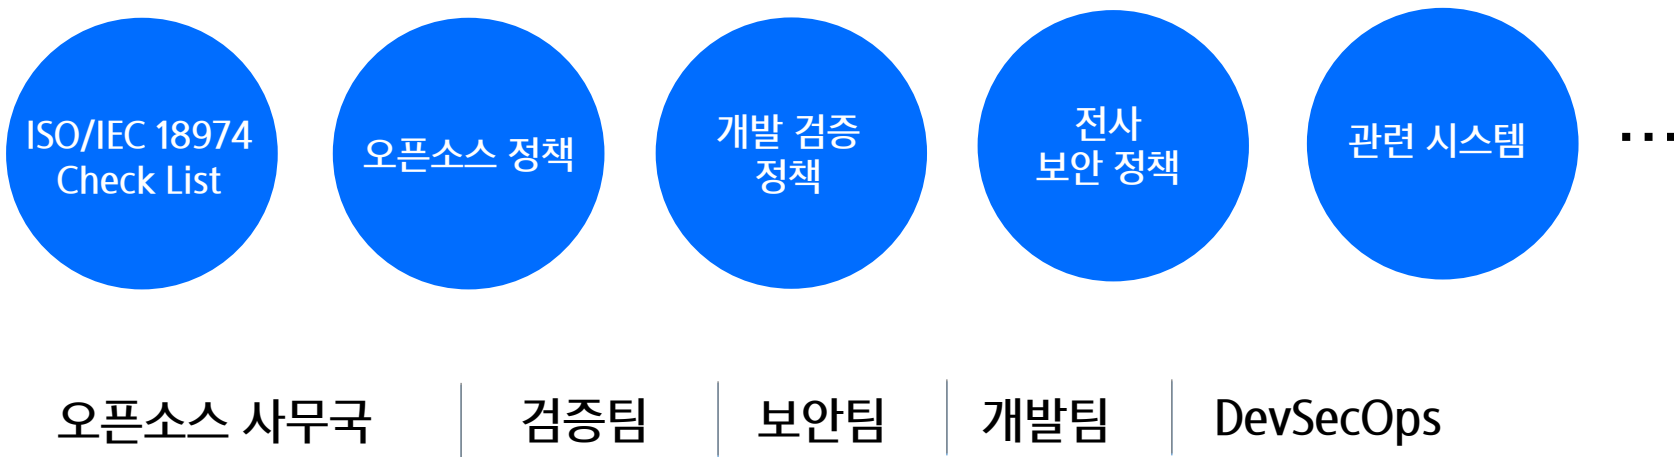 ISO/IEC 18974
Check List
오픈소스 정책
개발 검증
정책
전사
보안 정책
관련 시스템
...
오픈소스 사무국
검증팀
보안팀
개발팀
DevSecOps